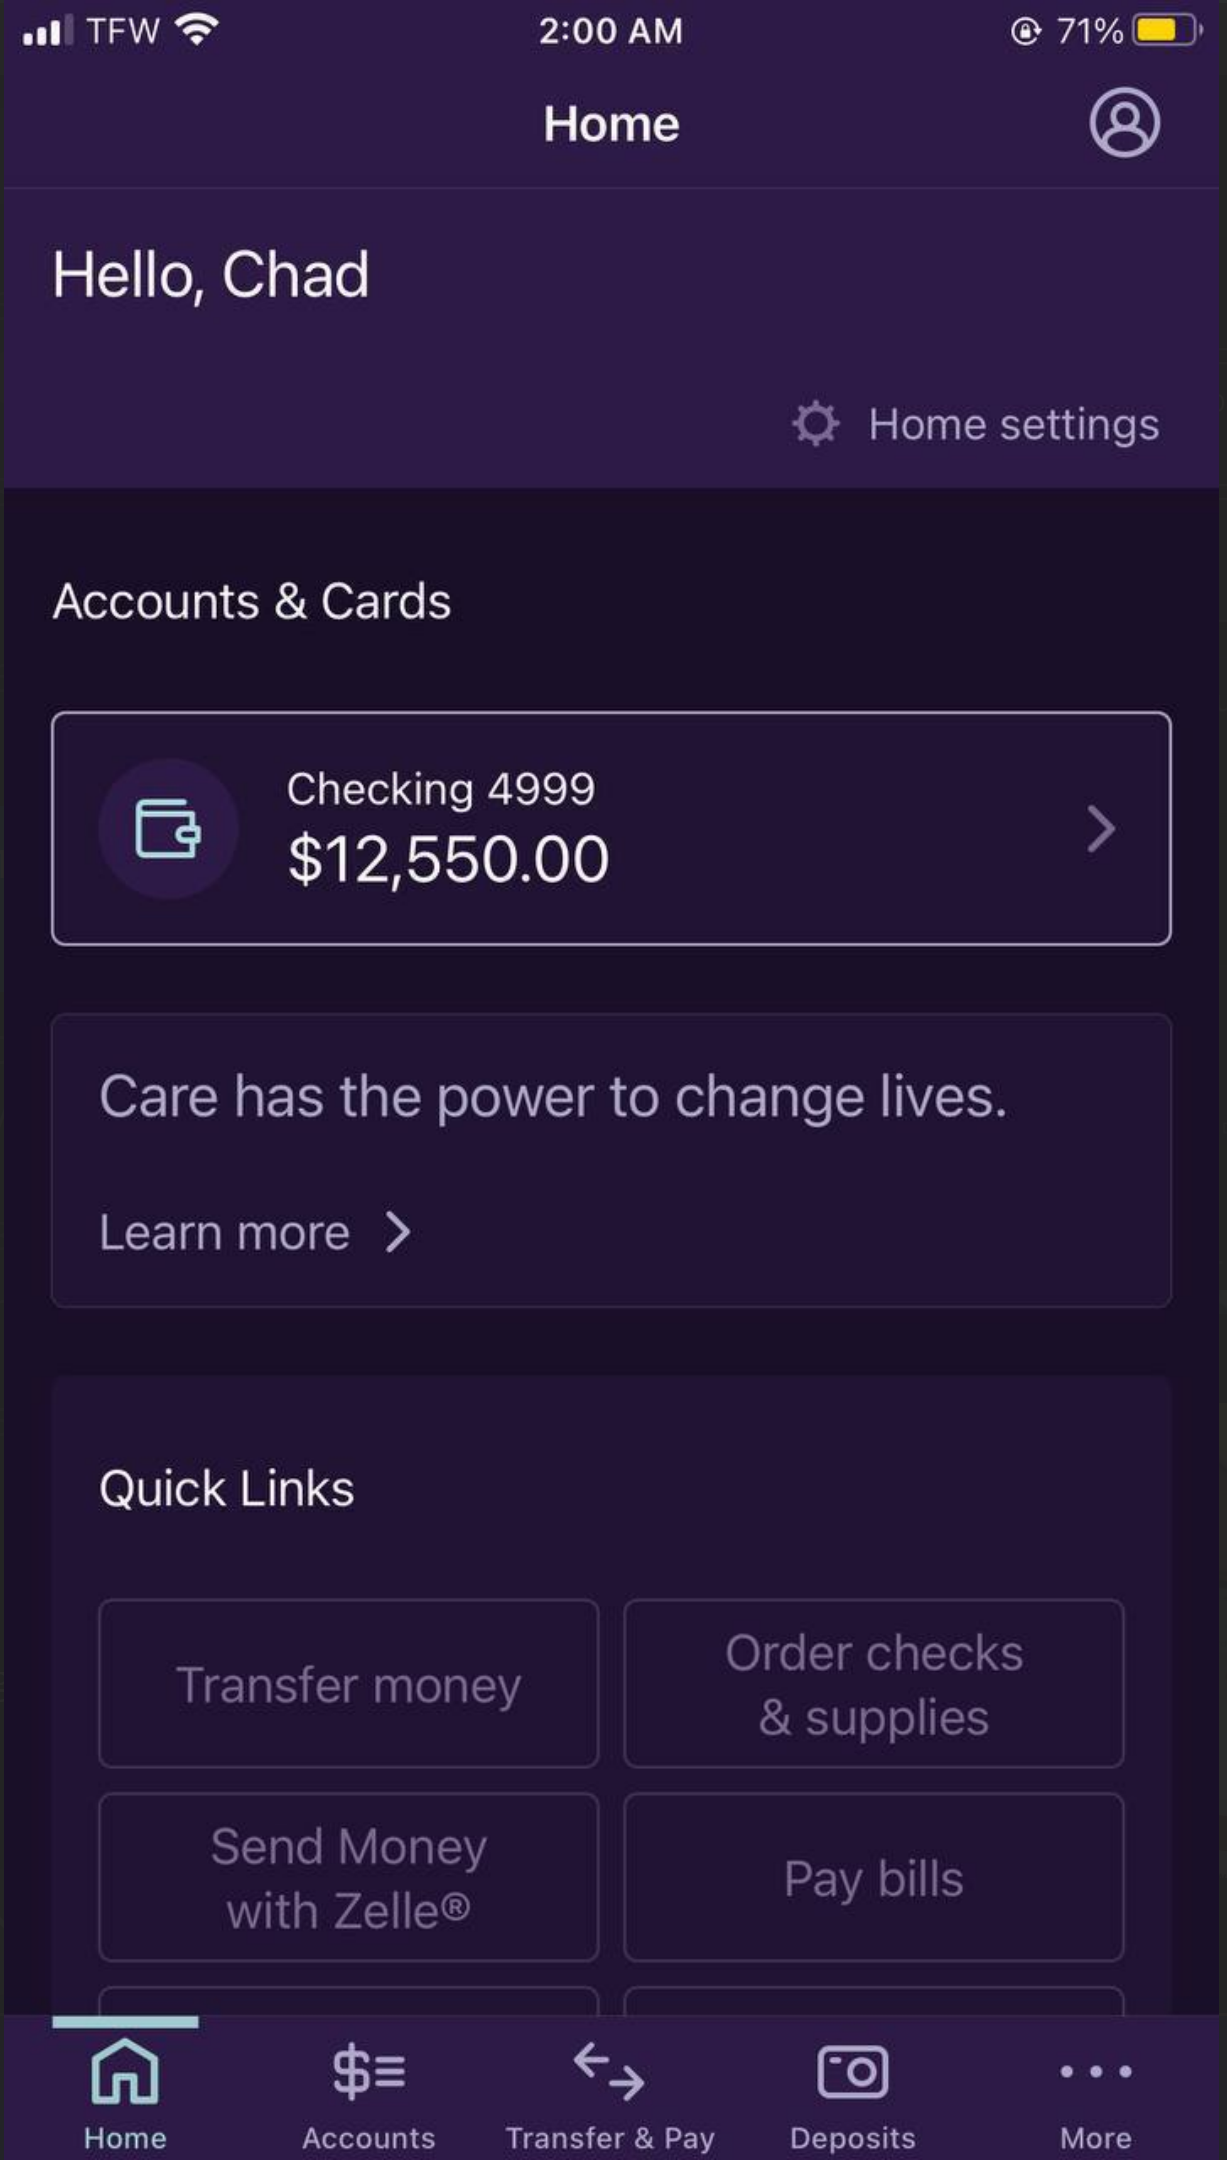 TFW
2:00 AM
71%
Home
Hello, Chad
Home settings
Accounts & Cards
Checking 4999
$12,550.00
Care has the power to change lives.
Learn more
Quick Links
Transfer money
Order checks
& supplies
Send Money
with Zelle®
Pay bills
Home
Accounts
Transfer & Pay
Deposits
More